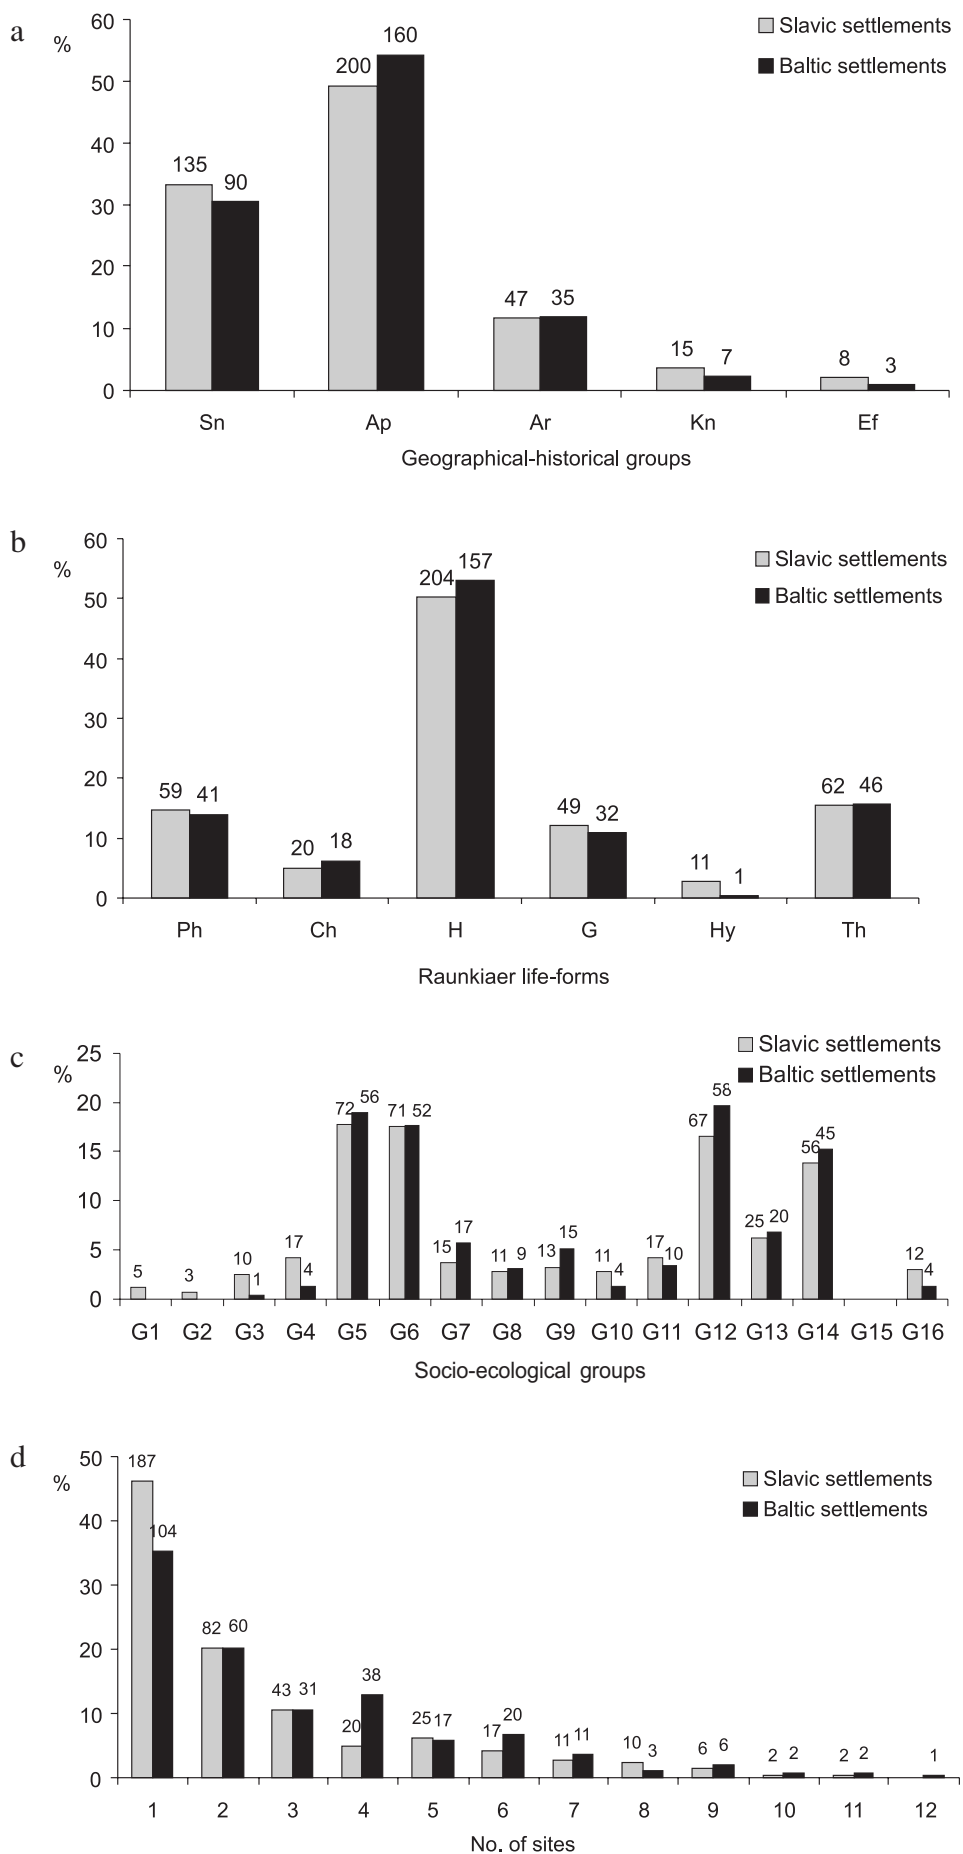 a
%
60
50
40
30
20
10
0
Slavic settlements
Baltic settlements
135 90 200 160 47 35 15 7 8 3
Sn Ap Ar Kn Ef
Geographical-historical groups
b
%
60
50
40
30
20
10
0
Slavic settlements
Baltic settlements
59 41 20 18 204 157 49 32 11 1 62 46
Ph Ch H G Hy Th
Raunkiaer life-forms
c
%
25
20
15
10
5
0
Slavic settlements
Baltic settlements
5 3 10 1 17 4 72 56 71 52 15 17 11 9 13 15 11 4 17 10 67 58 25 20 56 45 12 4
G1 G2 G3 G4 G5 G6 G7 G8 G9 G10 G11 G12 G13 G14 G15 G16
Socio-ecological groups
d
%
50
40
30
20
10
0
Slavic settlements
Baltic settlements
187 104 82 60 43 31 20 38 25 17 17 20 11 11 10 3 6 6 2 2 2 2 1
1 2 3 4 5 6 7 8 9 10 11 12
No. of sites